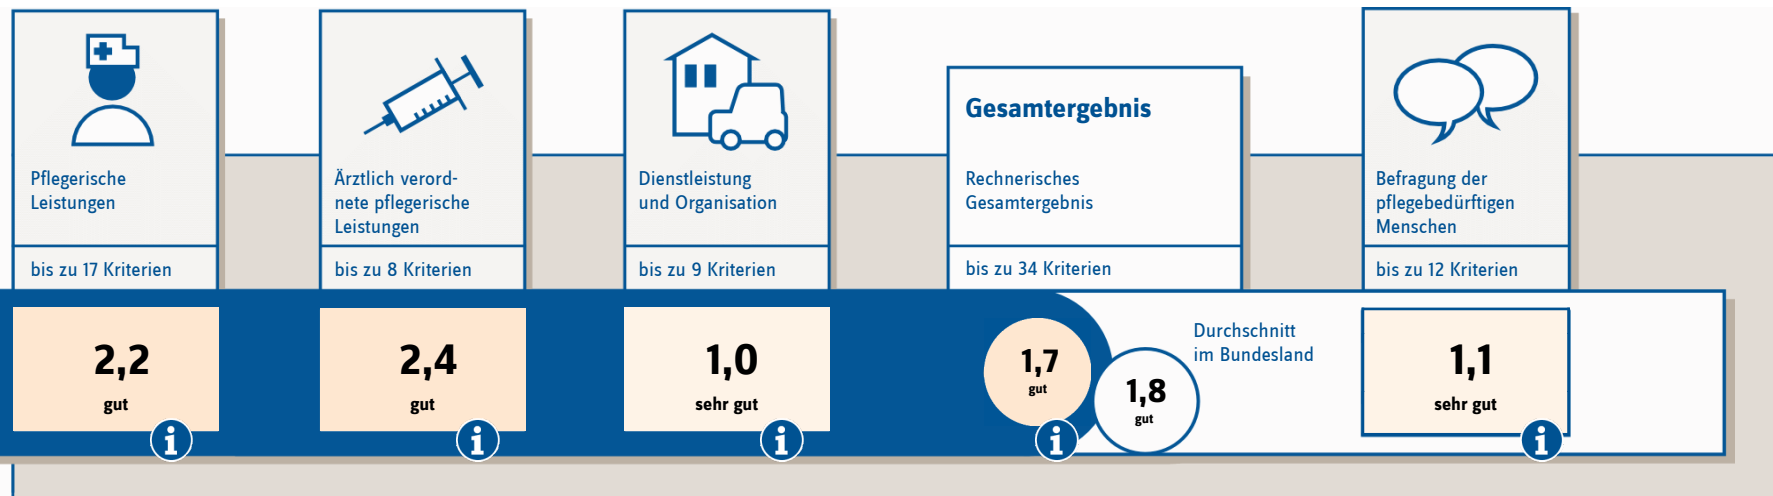 Pflegerische
Leistungen
bis zu 17 Kriterien
2,2
gut
i
Ärztlich verord-
nete pflegerische
Leistungen
bis zu 8 Kriterien
2,4
gut
i
Dienstleistung
und Organisation
bis zu 9 Kriterien
1,0
sehr gut
i
Gesamtergebnis
Rechnerisches
Gesamtergebnis
bis zu 34 Kriterien
1,7
gut
i
Durchschnitt
im Bundesland
1,8
gut
Befragung der
pflegebedürftigen
Menschen
bis zu 12 Kriterien
1,1
sehr gut
i